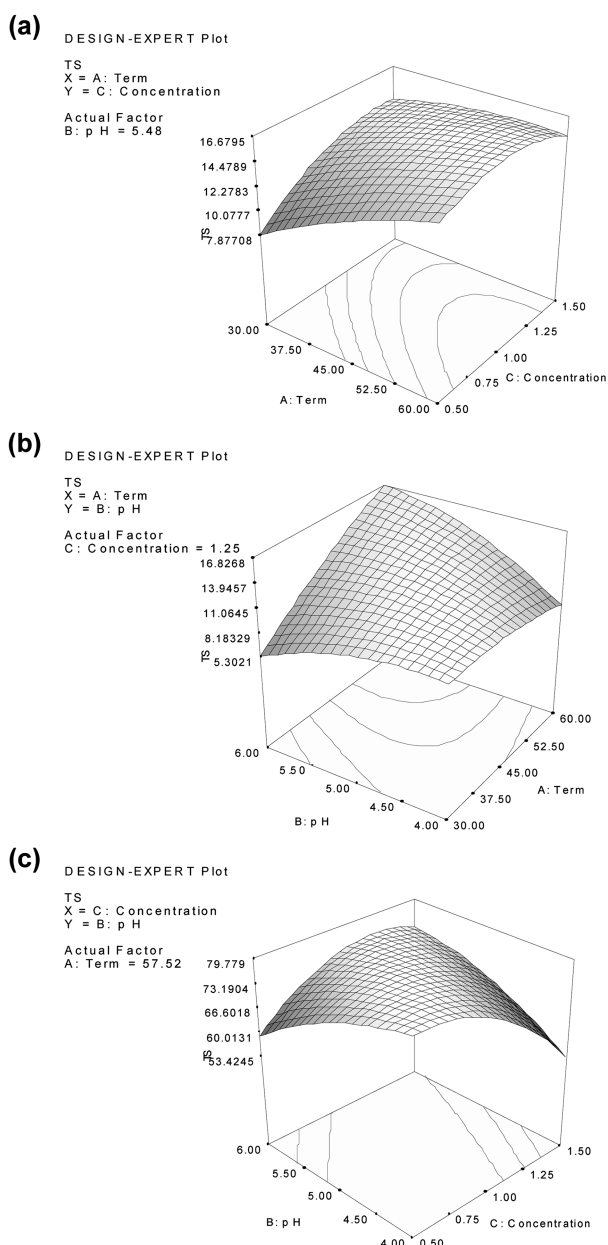 (a)
DESIGN-EXPERT Plot
TS
X = A: Term
Y = C: Concentration
Actual Factor
B: pH = 5.48
16.6795
14.4789
12.2783
10.0777
7.87708
TS
30.00
37.50
45.00
52.50
60.00
A: Term
0.50
0.75
1.00
1.25
1.50
C: Concentration
(b)
DESIGN-EXPERT Plot
TS
X = A: Term
Y = B: pH
Actual Factor
C: Concentration = 1.25
16.8268
13.9457
11.0645
8.18329
5.3021
TS
6.00
5.50
5.00
4.50
4.00
B: pH
30.00
37.50
45.00
52.50
60.00
A: Term
(c)
DESIGN-EXPERT Plot
TS
X = C: Concentration
Y = B: pH
Actual Factor
A: Term = 57.52
79.779
73.1904
66.6018
60.0131
53.4245
TS
6.00
5.50
5.00
4.50
4.00
B: pH
0.50
0.75
1.00
1.25
1.50
C: Concentration